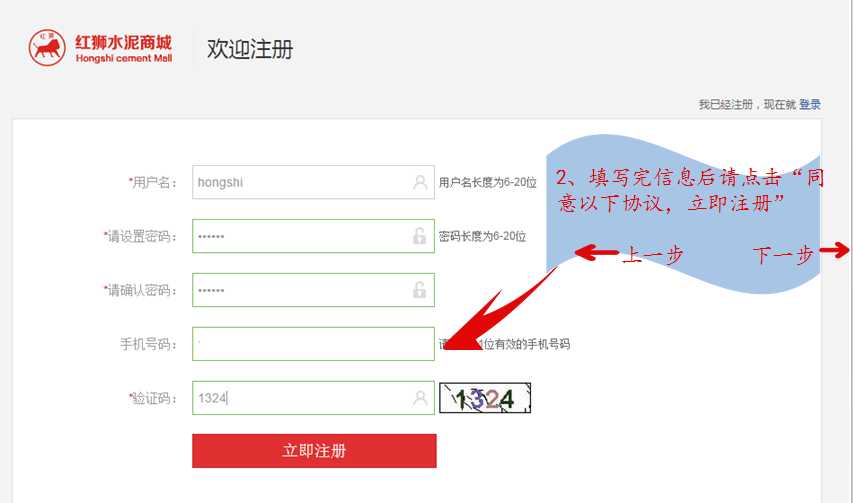 红狮
红狮水泥商城
Hongshi cement Mall
欢迎注册
我已经注册，现在就 登录
*用户名：
hongshi
用户名长度为6-20位
2、填写完信息后请点击“同
意以下协议，立即注册”
上一步
下一步
*请设置密码：
••••••
密码长度为6-20位
*请确认密码：
••••••
手机号码：
1位有效的手机号码
*验证码：
1324
1324
立即注册